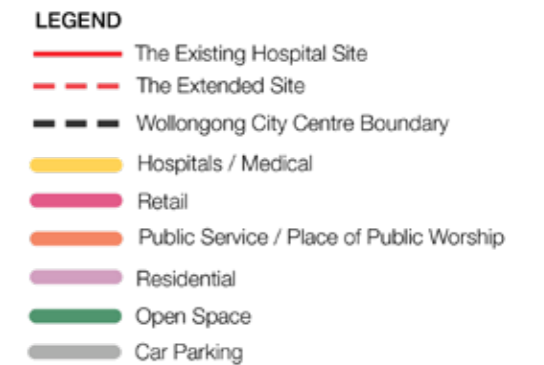 LEGEND
The Existing Hospital Site
The Extended Site
Wollongong City Centre Boundary
Hospitals / Medical
Retail
Public Service / Place of Public Worship
Residential
Open Space
Car Parking